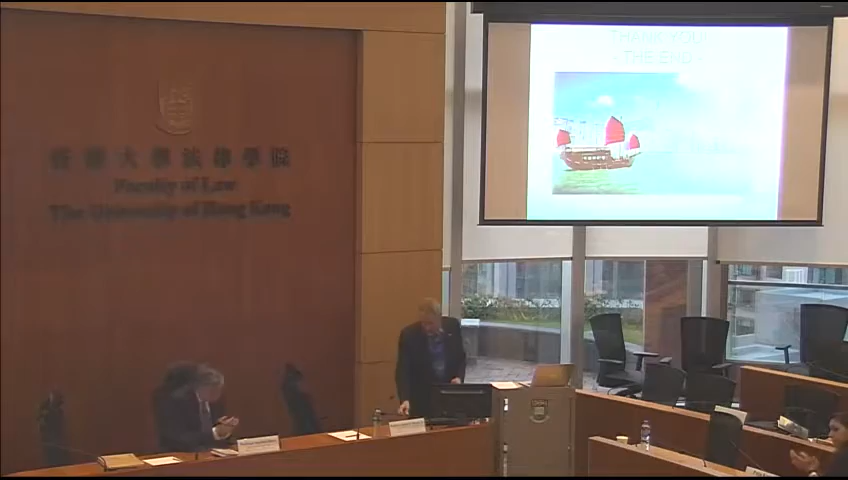 THANK YOU!
- THE END -
香港大學法律學院
Faculty of Law
The University of Hong Kong